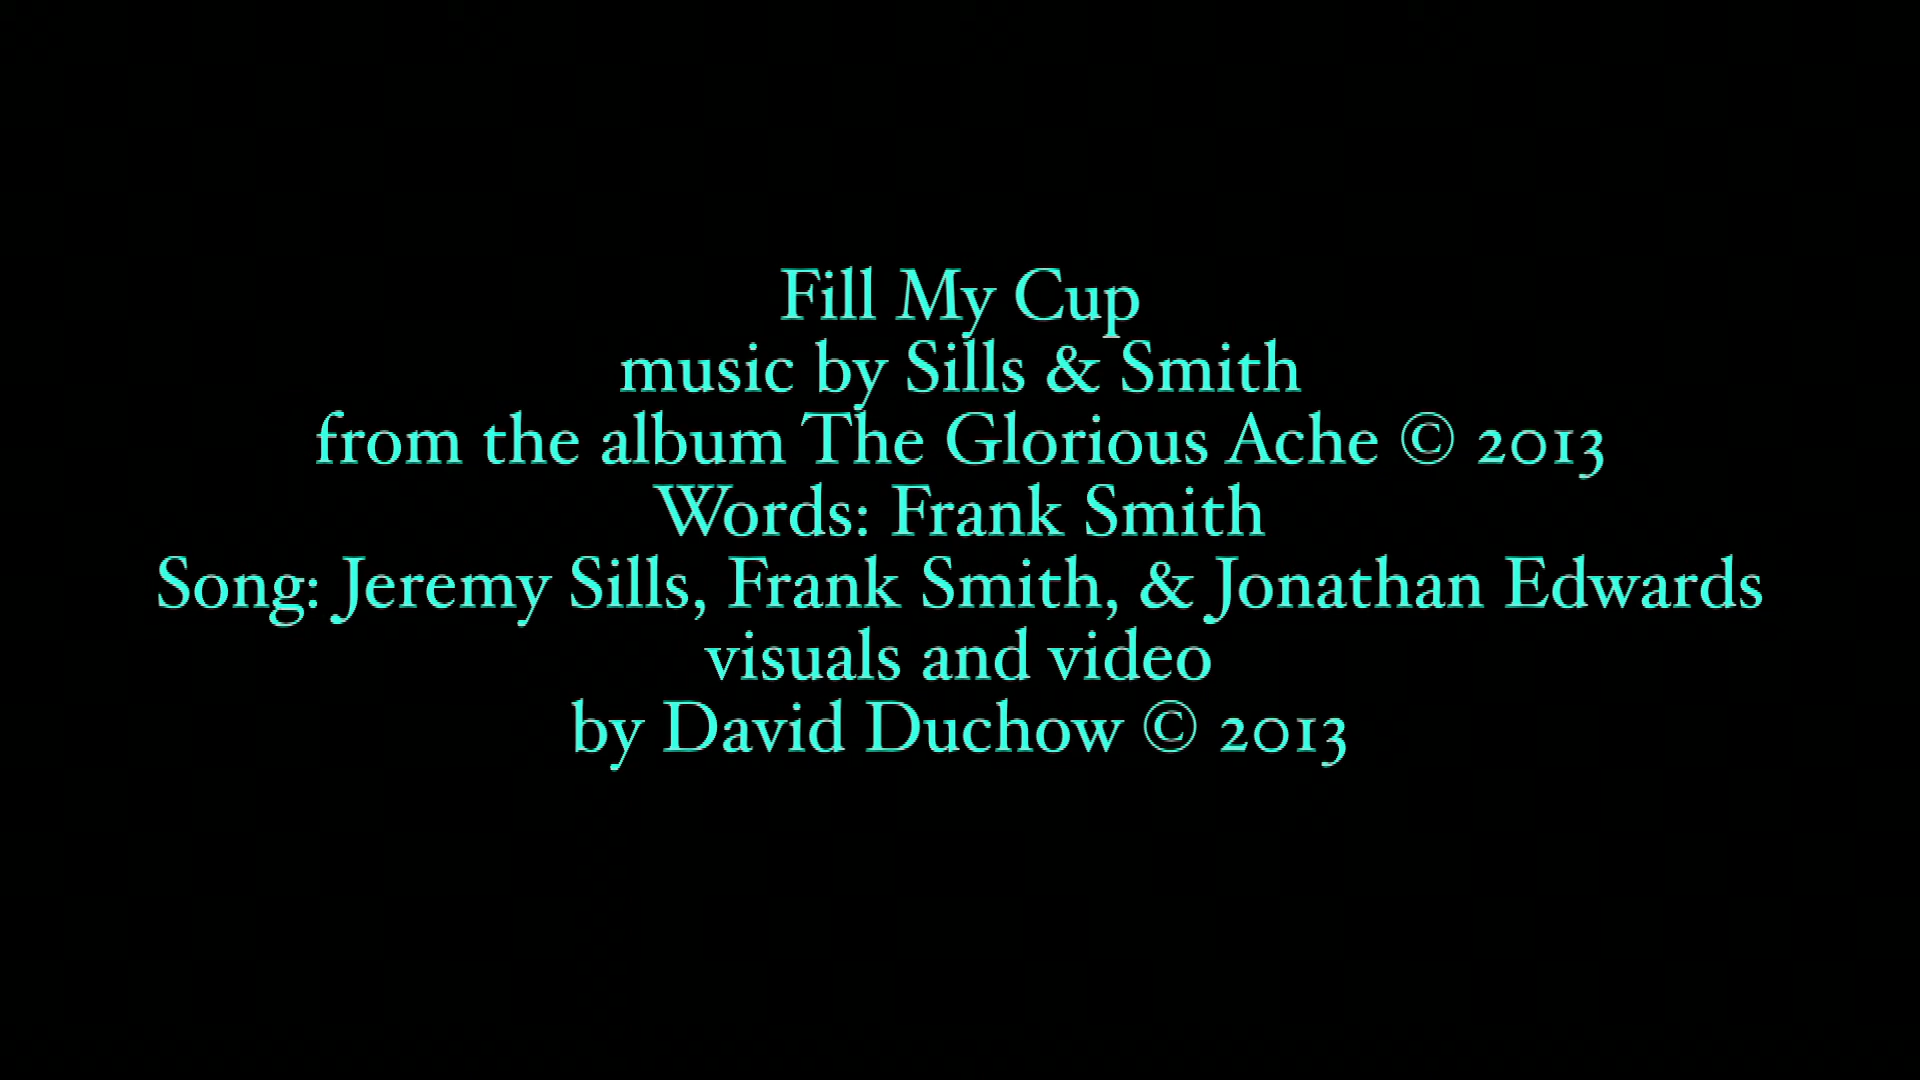 Fill My Cup
music by Sills & Smith
from the album The Glorious Ache © 2013
Words: Frank Smith
Song: Jeremy Sills, Frank Smith, & Jonathan Edwards
visuals and video
by David Duchow © 2013